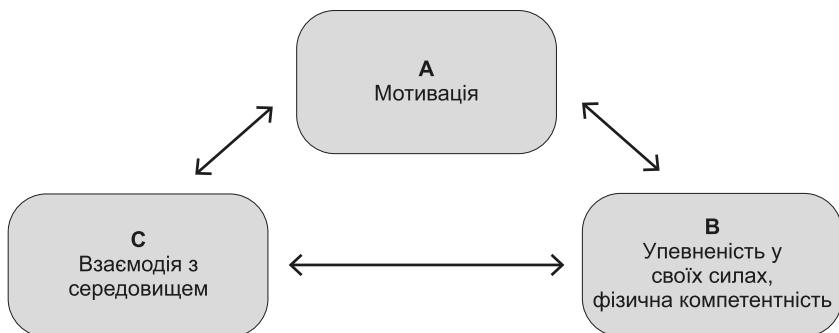 A
Мотивація
C
Взаємодія з
середовищем
B
Упевненість у
своїх силах,
фізична компетентність